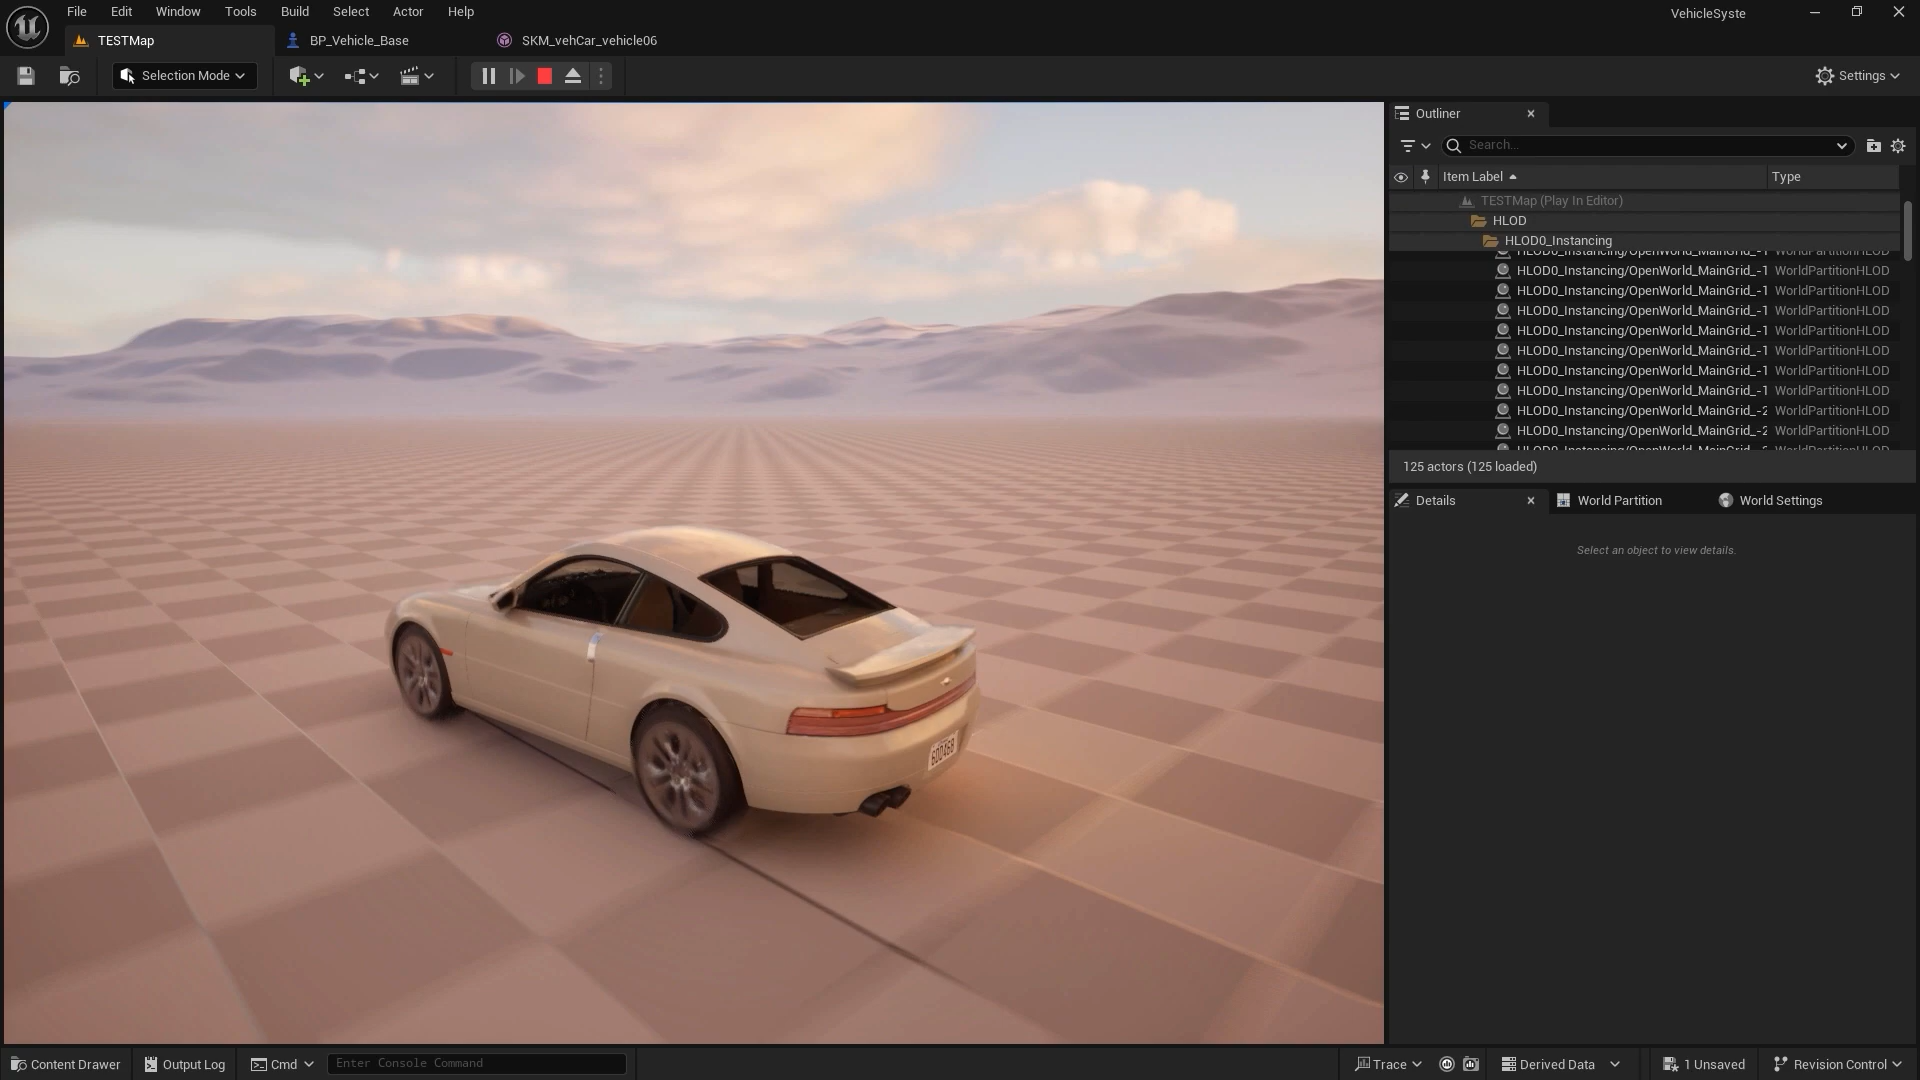 File Edit Window Tools Build Select Actor Help
VehicleSyste
TESTMap
BP_Vehicle_Base
SKM_vehCar_vehicle06
Selection Mode
Settings
Outliner
Search...
Item Label
Type
TESTMap (Play In Editor)
HLOD
HLOD0_Instancing
HLOD0_Instancing/OpenWorld_MainGrid_-1 WorldPartitionHLOD
HLOD0_Instancing/OpenWorld_MainGrid_-1 WorldPartitionHLOD
HLOD0_Instancing/OpenWorld_MainGrid_-1 WorldPartitionHLOD
HLOD0_Instancing/OpenWorld_MainGrid_-1 WorldPartitionHLOD
HLOD0_Instancing/OpenWorld_MainGrid_-1 WorldPartitionHLOD
HLOD0_Instancing/OpenWorld_MainGrid_-1 WorldPartitionHLOD
HLOD0_Instancing/OpenWorld_MainGrid_-1 WorldPartitionHLOD
HLOD0_Instancing/OpenWorld_MainGrid_-1 WorldPartitionHLOD
HLOD0_Instancing/OpenWorld_MainGrid_-2 WorldPartitionHLOD
HLOD0_Instancing/OpenWorld_MainGrid_-2 WorldPartitionHLOD
125 actors (125 loaded)
Details
World Partition
World Settings
Select an object to view details.
Content Drawer
Output Log
Cmd
Enter Console Command
Trace
Derived Data
1 Unsaved
Revision Control